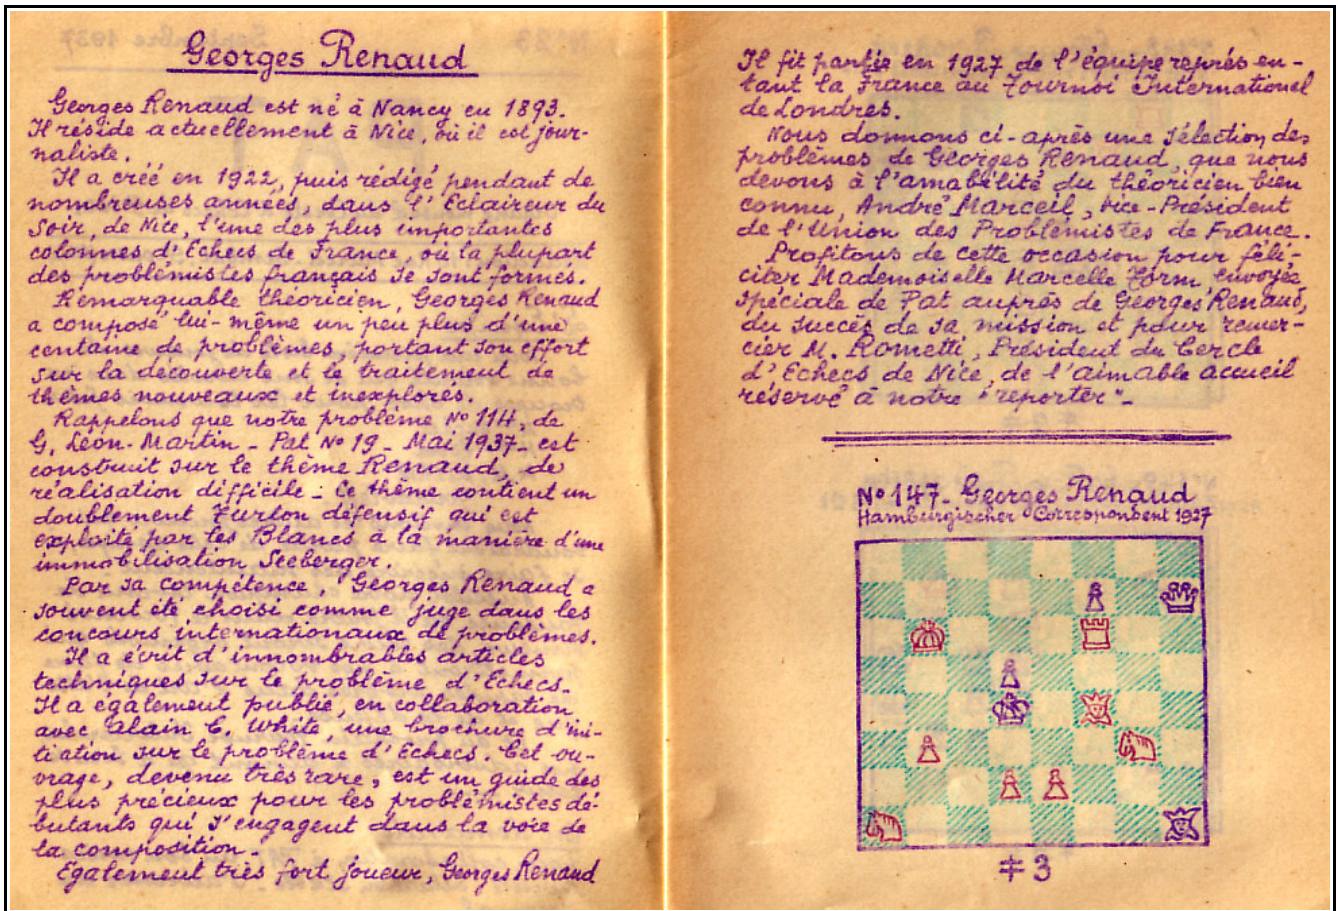 Georges Renaud
Georges Renaud est né à Nancy en 1893.
Il réside actuellement à Nice, où il est jour-
naliste.
Il a créé en 1922, puis rédigé pendant de
nombreuses années, dans l'Eclaireur du
Soir, de Nice, l'une des plus importantes
colonnes d'Echecs de France, où la plupart
des problémistes français se sont formés.
Remarquable théoricien, Georges Renaud
a composé lui-même un peu plus d'une
centaine de problèmes, portant son effort
sur la découverte et le traitement de
thèmes nouveaux et inexplorés.
Rappelons que notre problème No 114, de
G. Léon-Martin - Pat No 19 - Mai 1937 - est
construit sur le thème Renaud, de
réalisation difficile - Ce thème contient un
doublement Turton défensif qui est
exploité par les Blancs à la manière d'une
immobilisation Seeberger.
Par sa compétence, Georges Renaud a
souvent été choisi comme juge dans les
concours internationaux de problèmes.
Il a écrit d'innombrables articles
techniques sur le problème d'Echecs.
Il a également publié, en collaboration
avec Alain C. White, une brochure d'ini-
tiation sur le problème d'Echecs. Cet ou-
vrage, devenu très rare, est un guide des
plus précieux pour les problémistes dé-
butants qui s'engagent dans la voie de
la composition -
Egalement très fort joueur, Georges Renaud
Il fit partie en 1927 de l'équipe représen-
tant la France au Tournoi International
de Londres.
Nous donnons ci-après une sélection des
problèmes de Georges Renaud, que nous
devons à l'amabilité du théoricien bien
connu, André Marceil, vice-Président
de l'Union des Problémistes de France.
Profitons de cette occasion pour féli-
citer Mademoiselle Marcelle Torm, envoyée
spéciale de Pat auprès de Georges Renaud,
du succès de sa mission et pour remer-
cier M. Rometti, Président du Cercle
d'Echecs de Nice, de l'aimable accueil
réservé à notre "reporter" -
No 147 - Georges Renaud
Hamburgischer Correspondent 1927
‡ 3